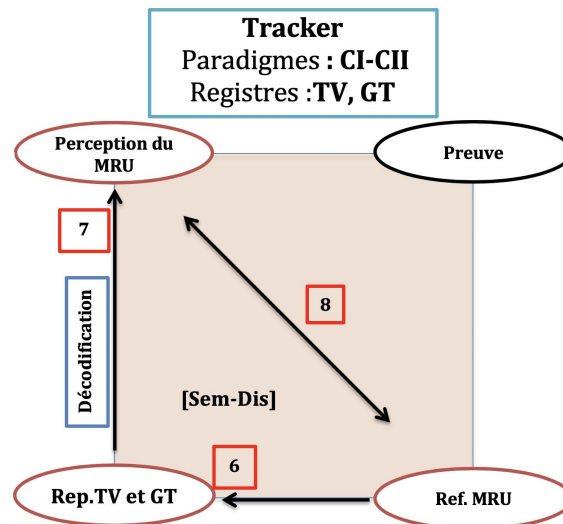 Tracker
Paradigmes : CI-CII
Registres :TV, GT
Perception du
MRU
Preuve
7
8
Décodification
[Sem-Dis]
6
Rep.TV et GT
Ref. MRU